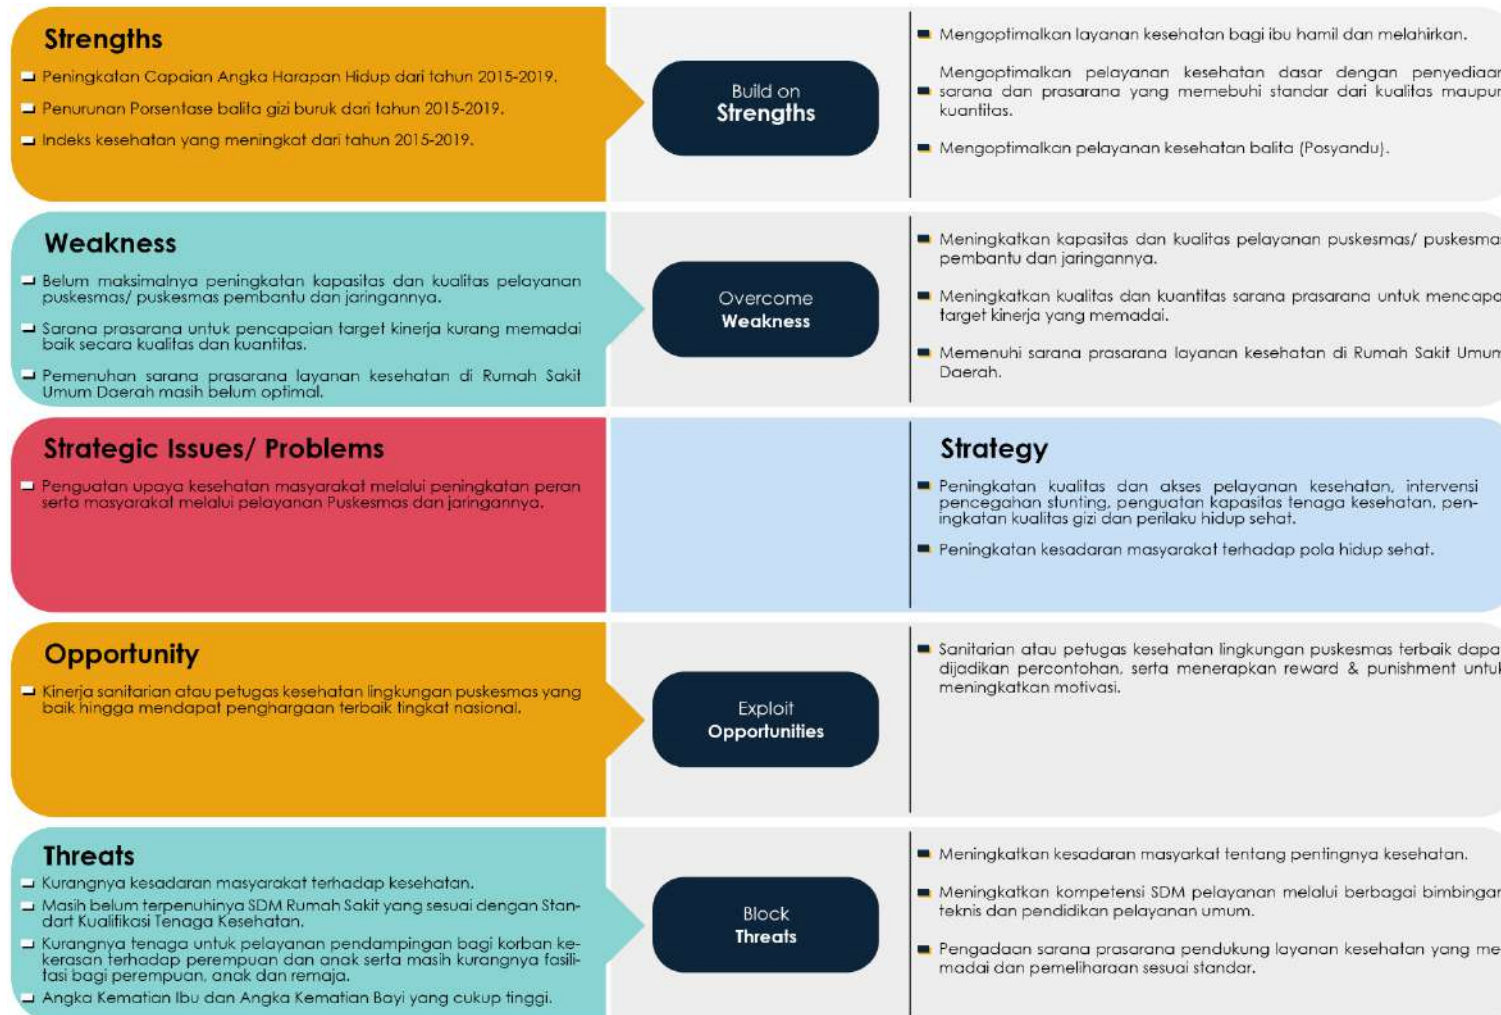 Strengths
Peningkatan Capaian Angka Harapan Hidup dari tahun 2015-2019.
Penurunan Porsentase balita gizi buruk dari tahun 2015-2019.
Indeks kesehatan yang meningkat dari tahun 2015-2019.
Build on
Strengths
Mengoptimalkan layanan kesehatan bagi ibu hamil dan melahirkan.
Mengoptimalkan pelayanan kesehatan dasar dengan penyediaan
sarana dan prasarana yang memebuhi standar dari kualitas maupun
kuantitas.
Mengoptimalkan pelayanan kesehatan balita (Posyandu).
Weakness
Belum maksimalnya peningkatan kapasitas dan kualitas pelayanan
puskesmas/ puskesmas pembantu dan jaringannya.
Sarana prasarana untuk pencapaian target kinerja kurang memadai
baik secara kualitas dan kuantitas.
Pemenuhan sarana prasarana layanan kesehatan di Rumah Sakit
Umum Daerah masih belum optimal.
Overcome
Weakness
Meningkatkan kapasitas dan kualitas pelayanan puskesmas/ puskesmas
pembantu dan jaringannya.
Meningkatkan kualitas dan kuantitas sarana prasarana untuk mencapai
target kinerja yang memadai.
Memenuhi sarana prasarana layanan kesehatan di Rumah Sakit Umum
Daerah.
Strategic Issues/ Problems
Penguatan upaya kesehatan masyarakat melalui peningkatan peran
serta masyarakat melalui pelayanan Puskesmas dan jaringannya.
Strategy
Peningkatan kualitas dan akses pelayanan kesehatan, intervensi
pencegahan stunting, penguatan kapasitas tenaga kesehatan, pen-
ingkatan kualitas gizi dan perilaku hidup sehat.
Peningkatan kesadaran masyarakat terhadap pola hidup sehat.
Opportunity
Kinerja sanitarian atau petugas kesehatan lingkungan puskesmas yang
baik hingga mendapat penghargaan terbaik tingkat nasional.
Exploit
Opportunities
Sanitarian atau petugas kesehatan lingkungan puskesmas terbaik dapat
dijadikan percontohan, serta menerapkan reward & punishment untuk
meningkatkan motivasi.
Threats
Kurangnya kesadaran masyarakat terhadap kesehatan.
Masih belum terpenuhinya SDM Rumah Sakit yang sesuai dengan Stan-
dart Kualifikasi Tenaga Kesehatan.
Kurangnya tenaga untuk pelayanan pendampingan bagi korban ke-
kerasan terhadap perempuan dan anak serta masih kurangnya fasili-
tasi bagi perempuan, anak dan remaja.
Angka Kematian Ibu dan Angka Kematian Bayi yang cukup tinggi.
Block
Threats
Meningkatkan kesadaran masyarkat tentang pentingnya kesehatan.
Meningkatkan kompetensi SDM pelayanan melalui berbagai bimbingan
teknis dan pendidikan pelayanan umum.
Pengadaan sarana prasarana pendukung layanan kesehatan yang me-
madai dan pemeliharaan sesuai standar.